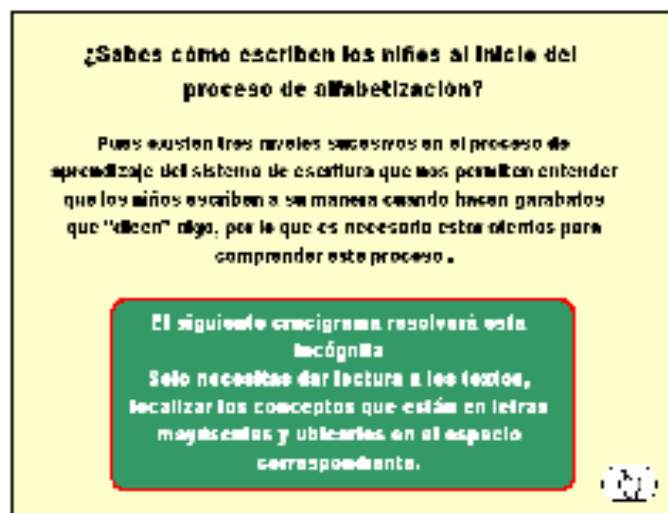 ¿Sabes cómo escriben los niños al inicio del
proceso de alfabetización?
Pues existen tres niveles sucesivos en el proceso de
aprendizaje del sistema de escritura que nos permiten entender
que los niños escriben a su manera cuando hacen garabatos
que "dicen" algo, por lo que es necesario estar atentos para
comprender este proceso.
El siguiente crucigrama resolverá esta
incógnita
Solo necesitas dar lectura a los textos,
localizar los conceptos que están en letras
mayúsculas y ubicarlos en el espacio
correspondiente.